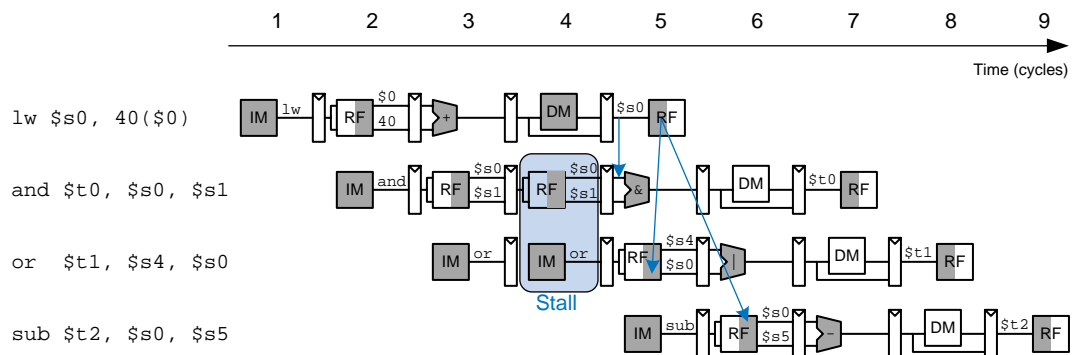 1 2 3 4 5 6 7 8 9
Time (cycles)
lw $s0, 40($0) IM lw RF $0 40 + DM $s0 RF
and $t0, $s0, $s1 IM and RF $s0 $s1 RF $s0 $s1 & DM $t0 RF
or $t1, $s4, $s0 IM or IM or RF $s4 $s0 | DM $t1 RF
Stall
sub $t2, $s0, $s5 IM sub RF $s0 $s5 - DM $t2 RF